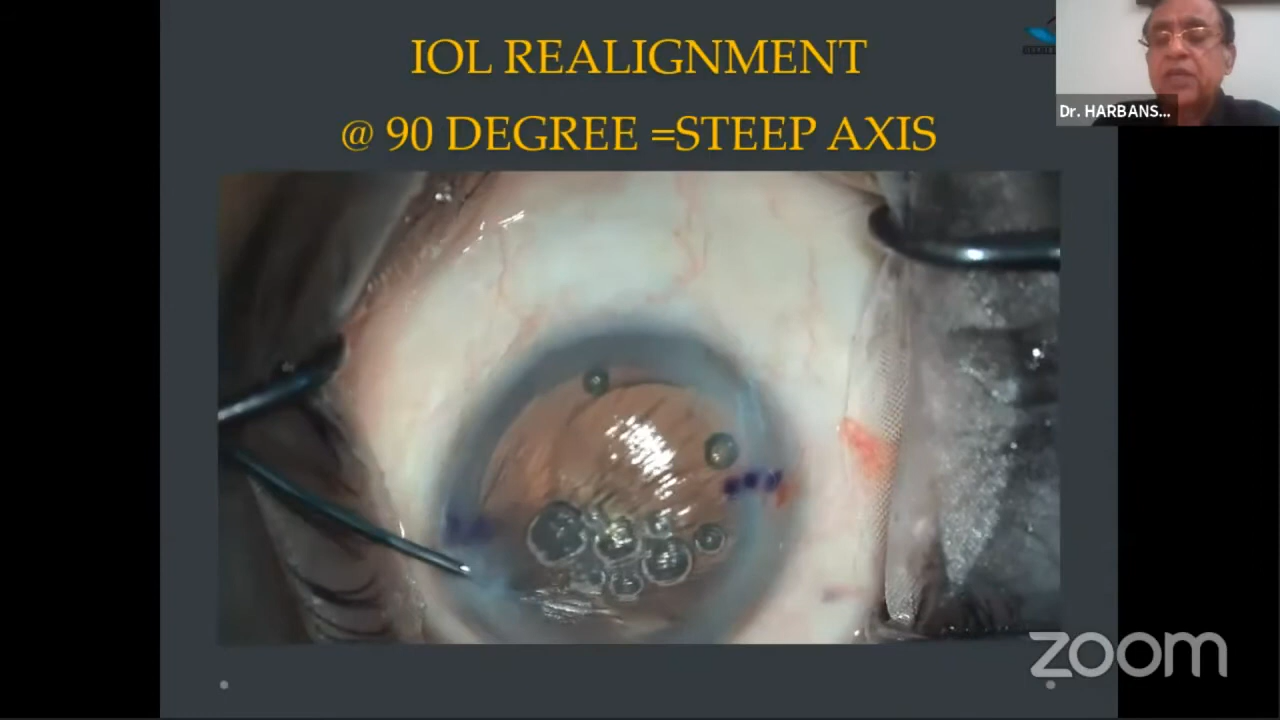 IOL REALIGNMENT
@ 90 DEGREE =STEEP AXIS
Dr. HARBANS...
zoom